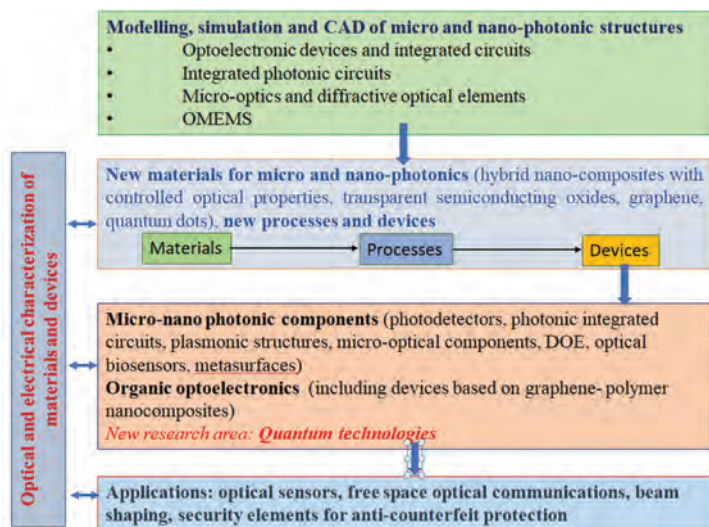 Modelling, simulation and CAD of micro and nano-photonic structures
• Optoelectronic devices and integrated circuits
• Integrated photonic circuits
• Micro-optics and diffractive optical elements
• OMEMS
Optical and electrical characterization of
materials and devices
New materials for micro and nano-photonics (hybrid nano-composites with
controlled optical properties, transparent semiconducting oxides, graphene,
quantum dots), new processes and devices
Materials
Processes
Devices
Micro-nano photonic components (photodetectors, photonic integrated
circuits, plasmonic structures, micro-optical components, DOE, optical
biosensors, metasurfaces)
Organic optoelectronics (including devices based on graphene- polymer
nanocomposites)
New research area: Quantum technologies
Applications: optical sensors, free space optical communications, beam
shaping, security elements for anti-counterfeit protection